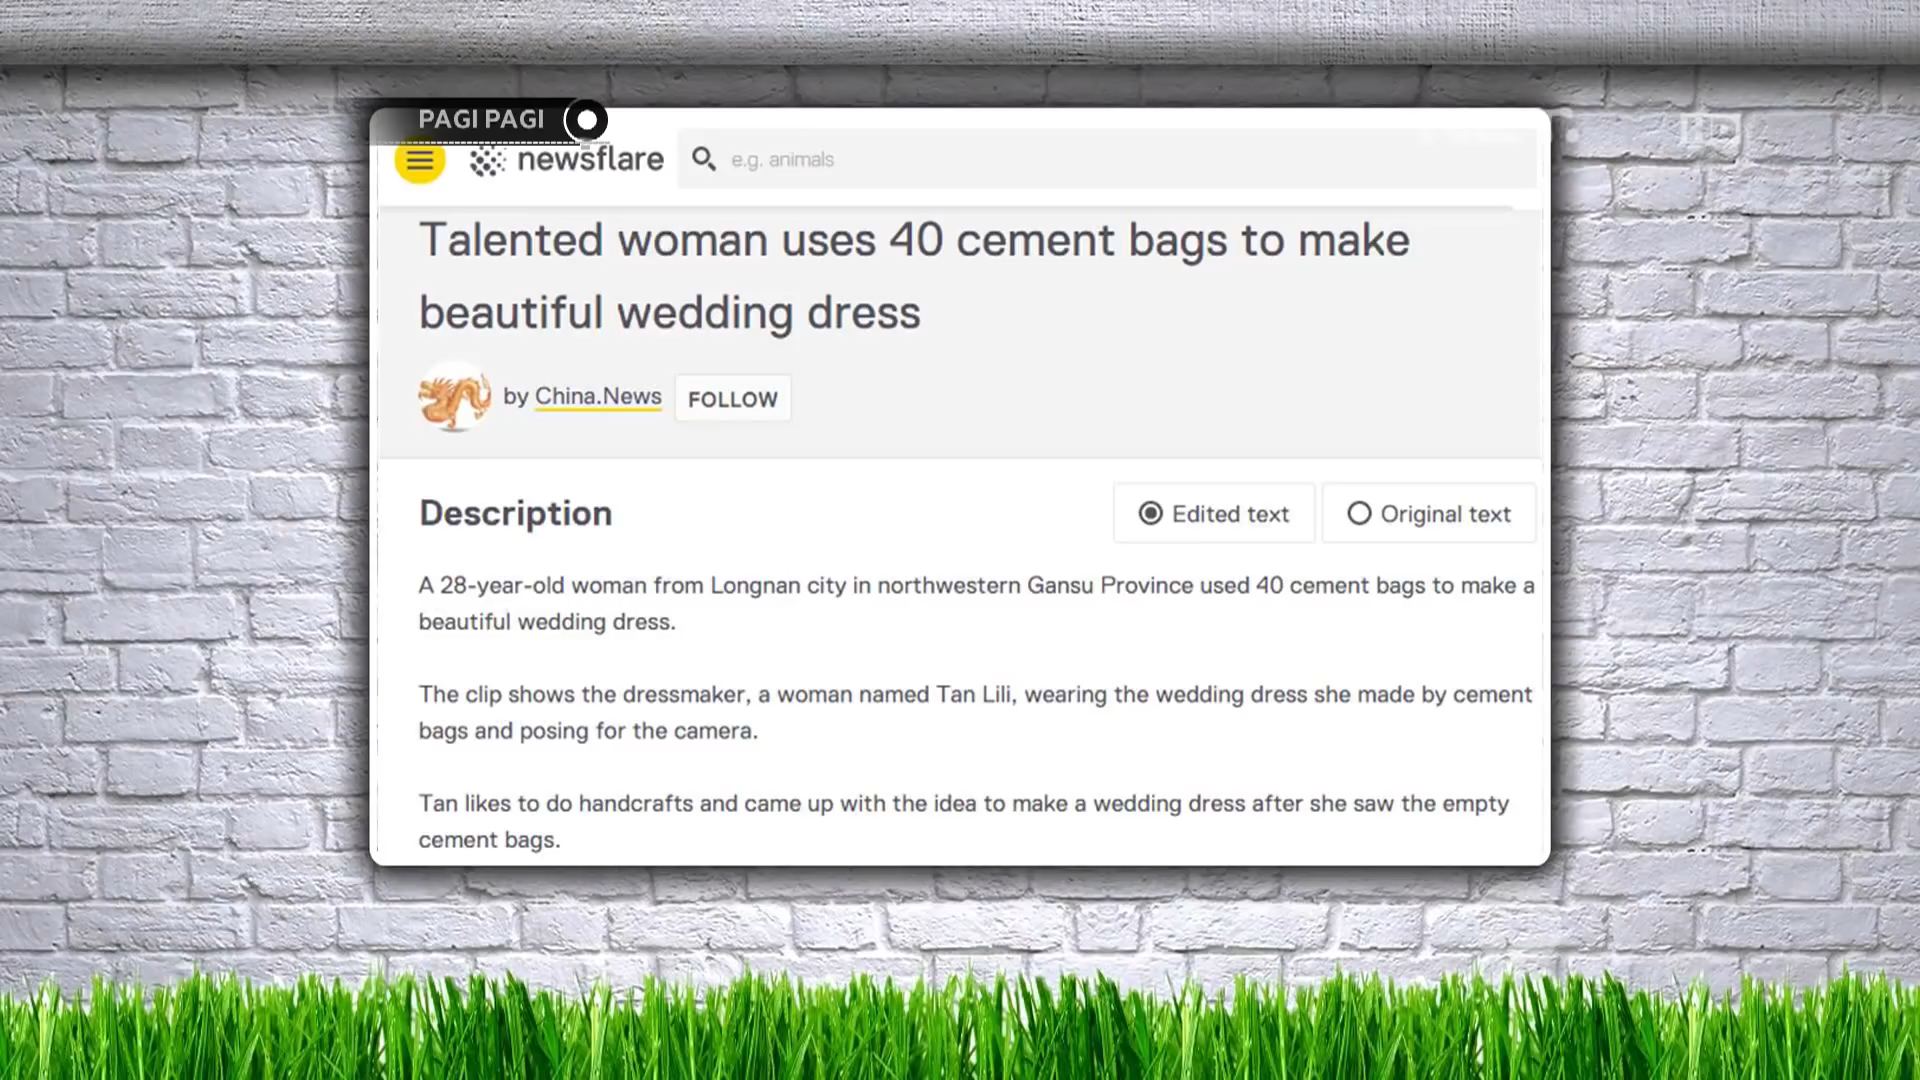 PAGI PAGI
newsflare
e.g. animals
Talented woman uses 40 cement bags to make
beautiful wedding dress
by China.News
FOLLOW
Description
Edited text
Original text
A 28-year-old woman from Longnan city in northwestern Gansu Province used 40 cement bags to make a
beautiful wedding dress.
The clip shows the dressmaker, a woman named Tan Lili, wearing the wedding dress she made by cement
bags and posing for the camera.
Tan likes to do handcrafts and came up with the idea to make a wedding dress after she saw the empty
cement bags.